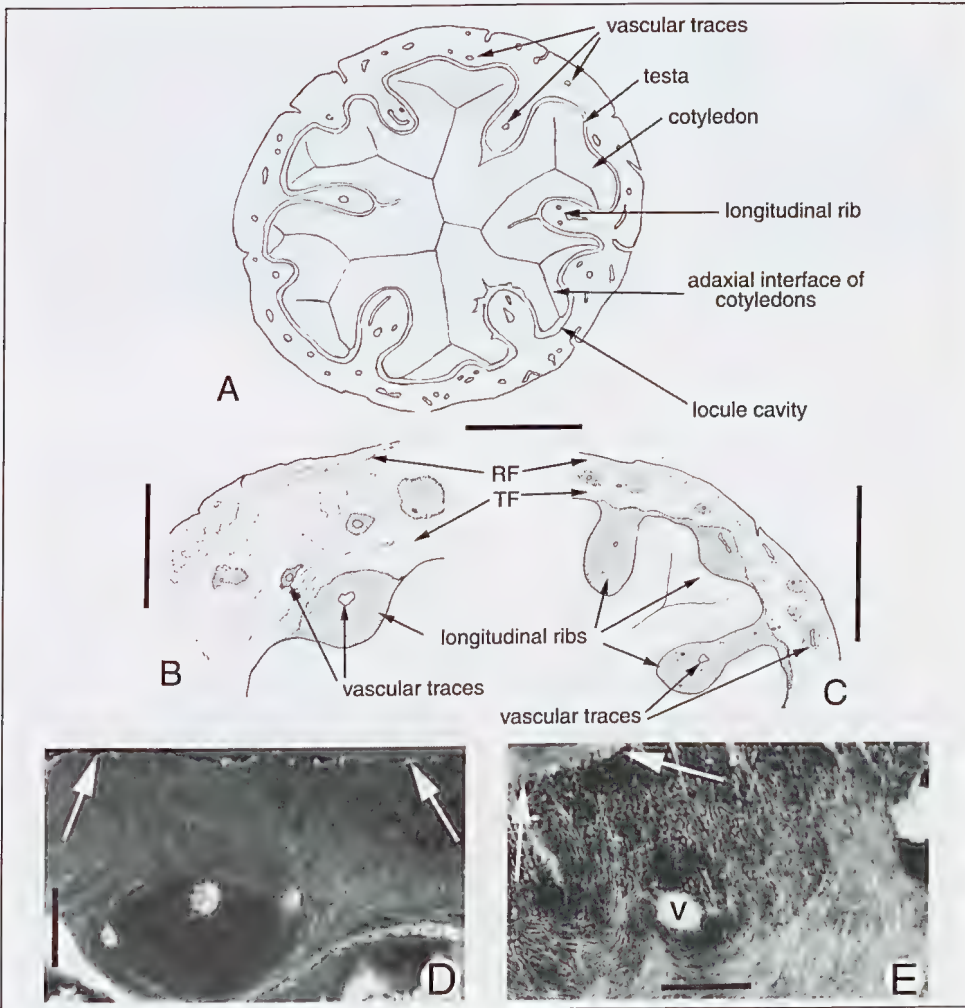 vascular traces
testa
cotyledon
longitudinal rib
adaxial interface of
cotyledons
locule cavity
A
RF
TF
longitudinal ribs
B
vascular traces
C
vascular traces
D
V
E